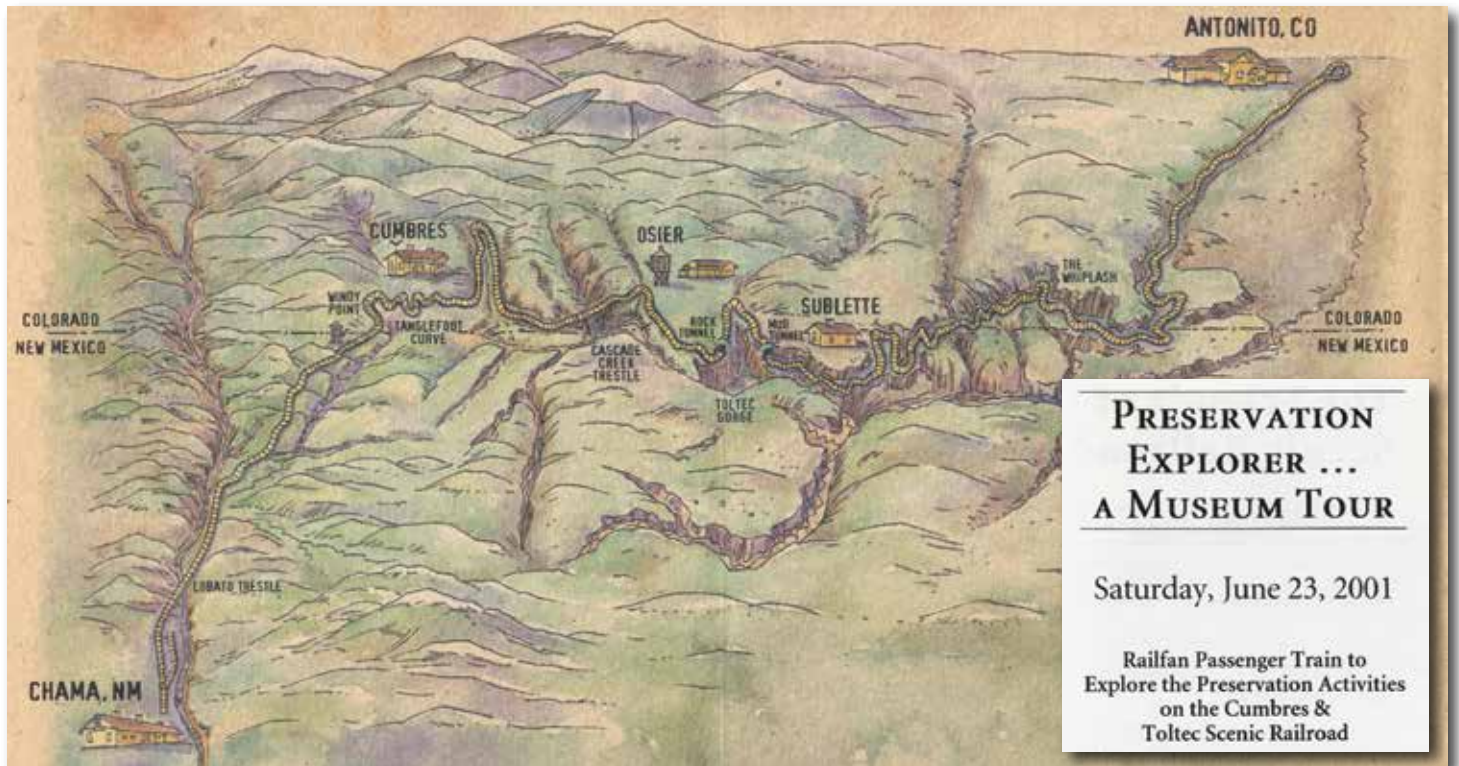 ANTONITO, CO
CUMBRES
OSIER
THE
WHIPLASH
WINDY
POINT
TANGLEFOOT
CURVE
ROCK
TUNNEL
MUD
TUNNEL
SUBLETTE
COLORADO
NEW MEXICO
COLORADO
NEW MEXICO
CASCADE
CREEK
TRESTLE
TOLTEC
GORGE
LOBATO TRESTLE
CHAMA, NM
PRESERVATION
EXPLORER ...
A MUSEUM TOUR
Saturday, June 23, 2001
Railfan Passenger Train to
Explore the Preservation Activities
on the Cumbres &
Toltec Scenic Railroad